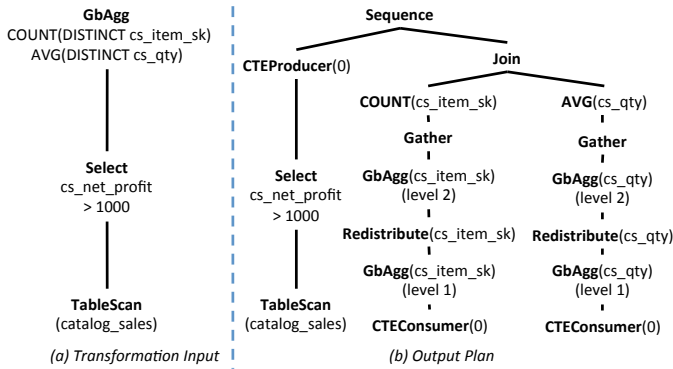 GbAgg
COUNT(DISTINCT cs_item_sk)
AVG(DISTINCT cs_qty)
Select
cs_net_profit
> 1000
TableScan
(catalog_sales)
(a) Transformation Input
Sequence
CTEProducer(0)
Join
Select
cs_net_profit
> 1000
TableScan
(catalog_sales)
COUNT(cs_item_sk)
Gather
GbAgg(cs_item_sk)
(level 2)
Redistribute(cs_item_sk)
GbAgg(cs_item_sk)
(level 1)
CTEConsumer(0)
AVG(cs_qty)
Gather
GbAgg(cs_qty)
(level 2)
Redistribute(cs_qty)
GbAgg(cs_qty)
(level 1)
CTEConsumer(0)
(b) Output Plan